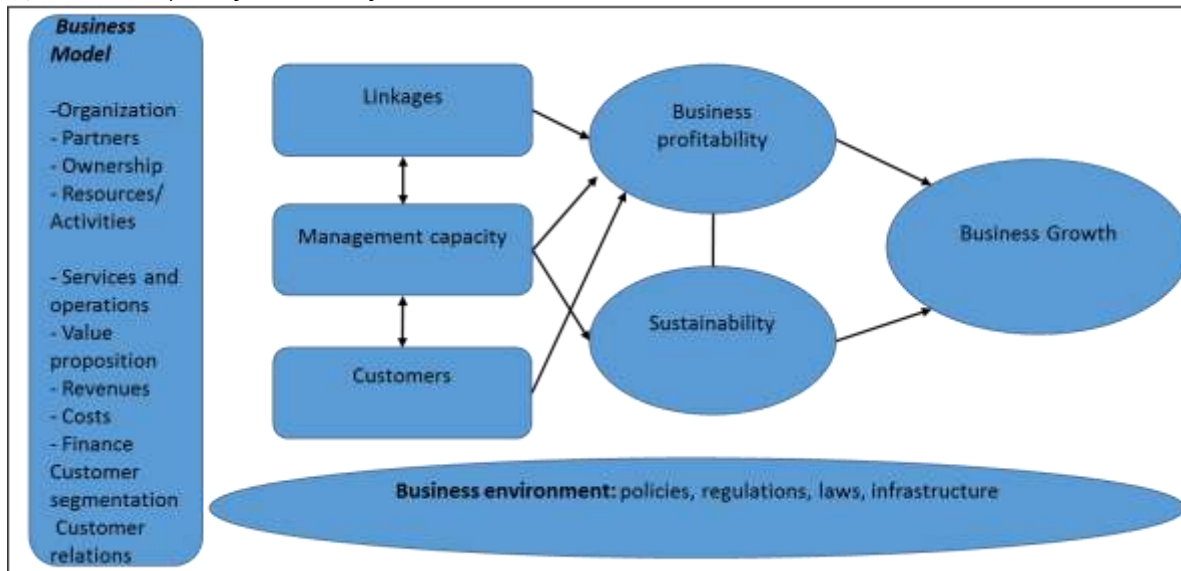 Business
Model
-Organization
- Partners
- Ownership
- Resources/
Activities
- Services and
operations
- Value
proposition
- Revenues
- Costs
- Finance
Customer
segmentation
Customer
relations
Linkages
Management capacity
Customers
Business
profitability
Sustainability
Business Growth
Business environment: policies, regulations, laws, infrastructure